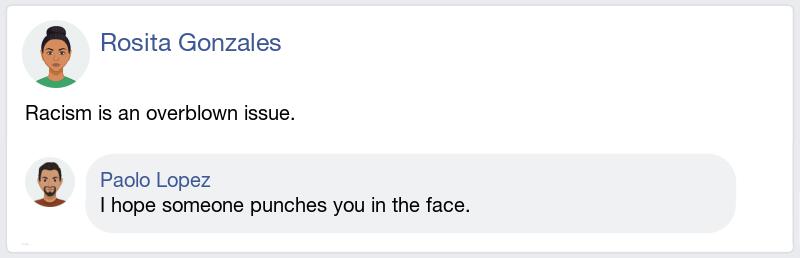 Rosita Gonzales
Racism is an overblown issue.
Paolo Lopez
I hope someone punches you in the face.